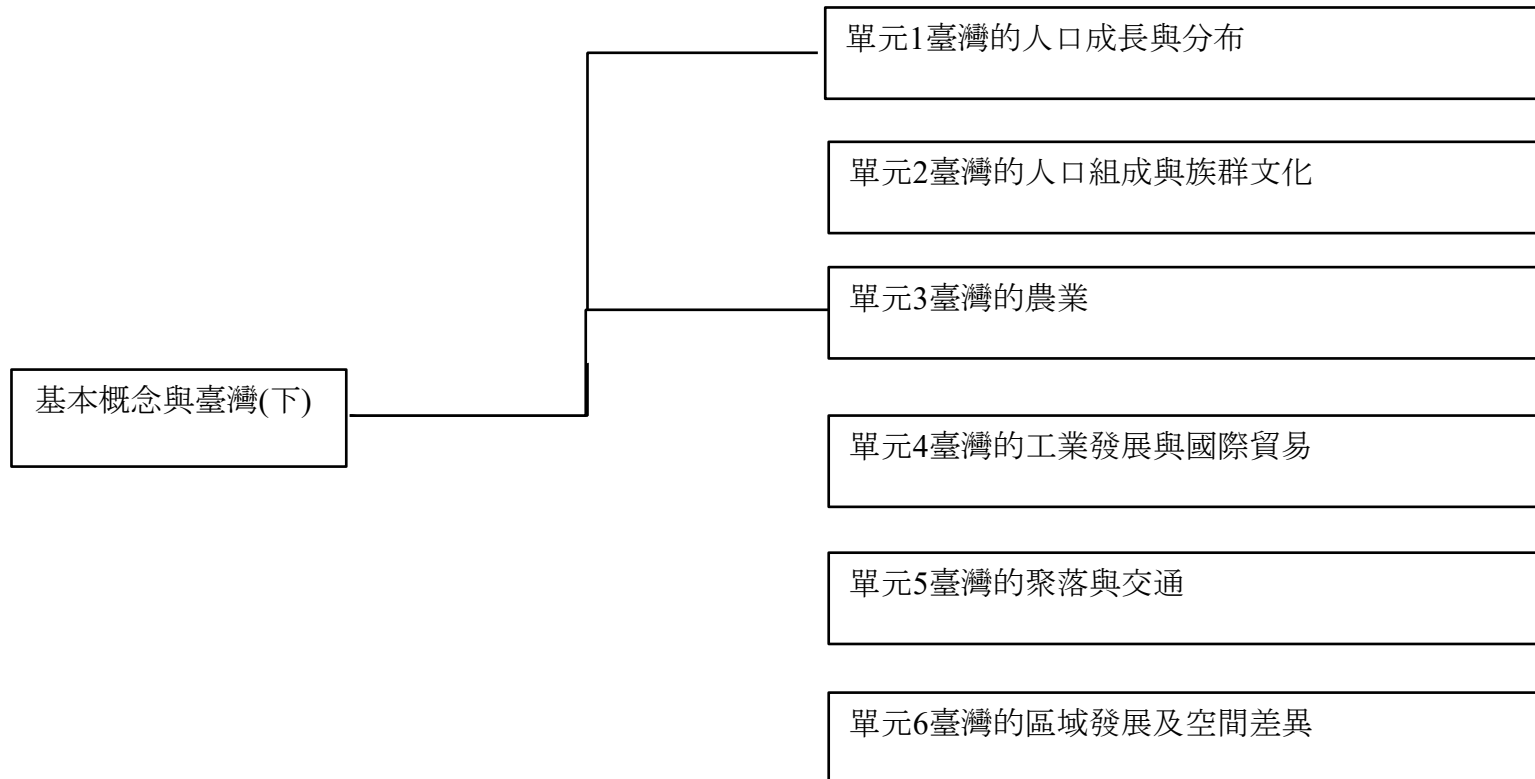 單元1臺灣的人口成長與分布
單元2臺灣的人口組成與族群文化
單元3臺灣的農業
基本概念與臺灣(下)
單元4臺灣的工業發展與國際貿易
單元5臺灣的聚落與交通
單元6臺灣的區域發展及空間差異